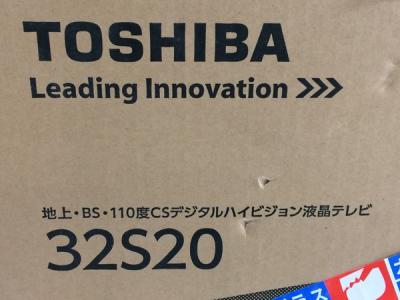 TOSHIBA
Leading Innovation >>>
地上・BS・110度CSデジタルハイビジョン液晶テレビ
32S20